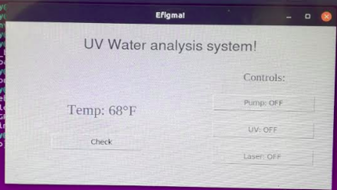 Efigmal
UV Water analysis system!
Controls:
Temp: 68°F
Pump: OFF
UV: OFF
Check
Laser: OFF